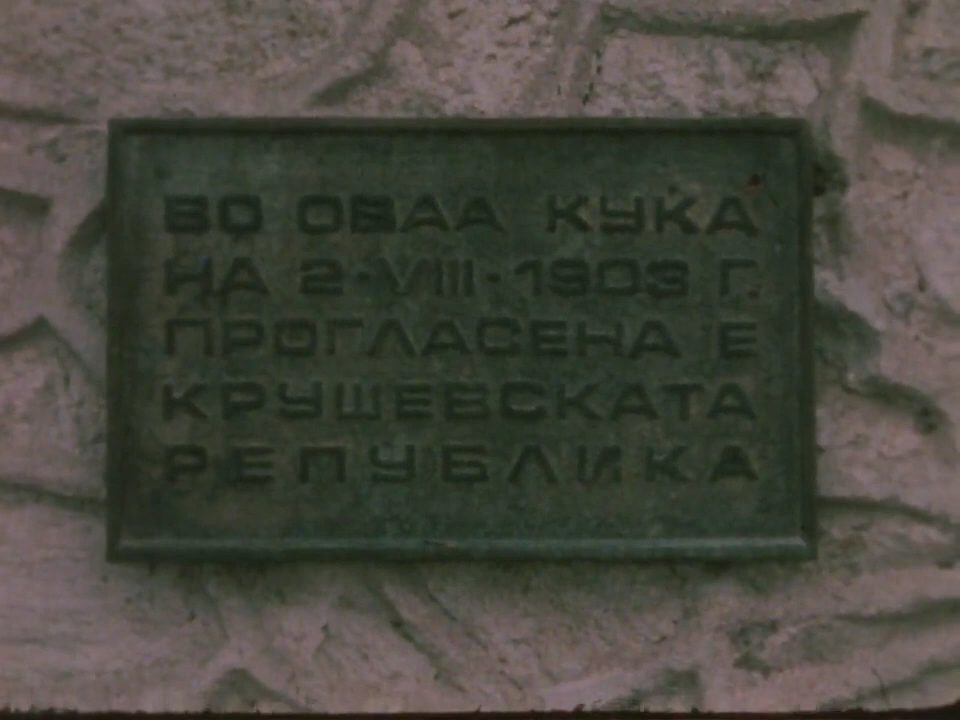 ВО ОВАА КУЌА
НА 2·VIII·1903 Г.
ПРОГЛАСЕНА Е
КРУШЕВСКАТА
РЕПУБЛИКА